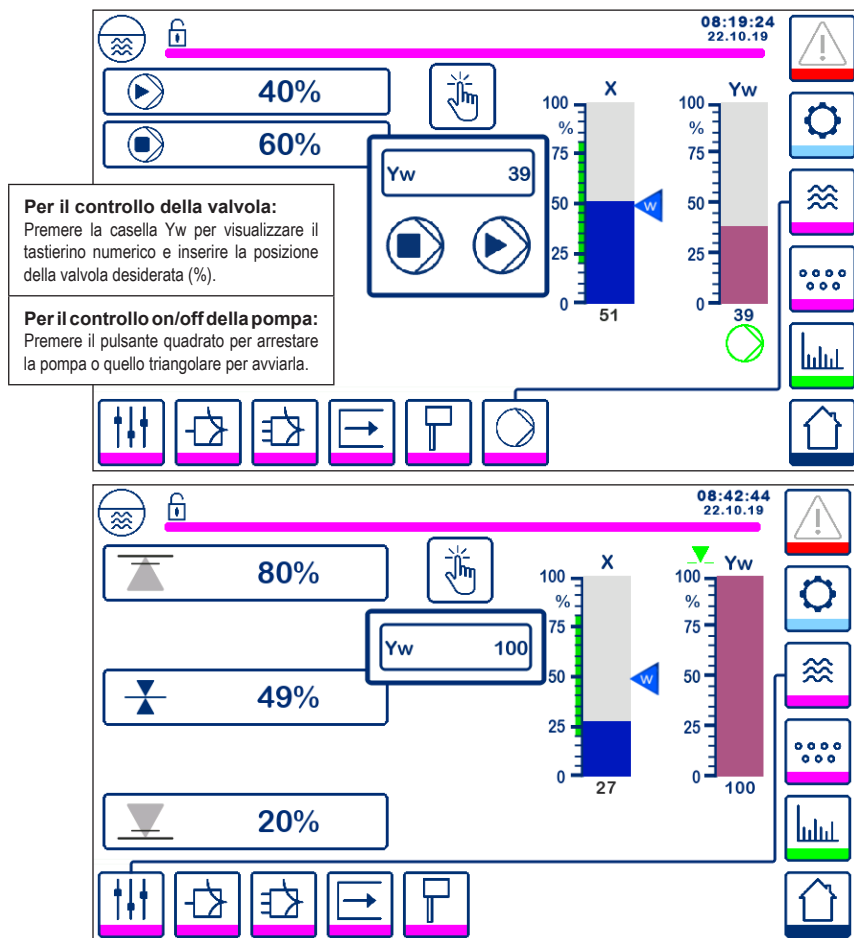 08:19:24
22.10.19
40%
60%
Yw 39
X
100
%
75
50
25
0
51
W
Yw
100
%
75
50
25
0
39
Per il controllo della valvola:
Premere la casella Yw per visualizzare il
tastierino numerico e inserire la posizione
della valvola desiderata (%).
Per il controllo on/off della pompa:
Premere il pulsante quadrato per arrestare
la pompa o quello triangolare per avviarla.
08:42:44
22.10.19
80%
49%
20%
Yw 100
X
100
%
75
50
25
0
27
W
Yw
100
%
75
50
25
0
100